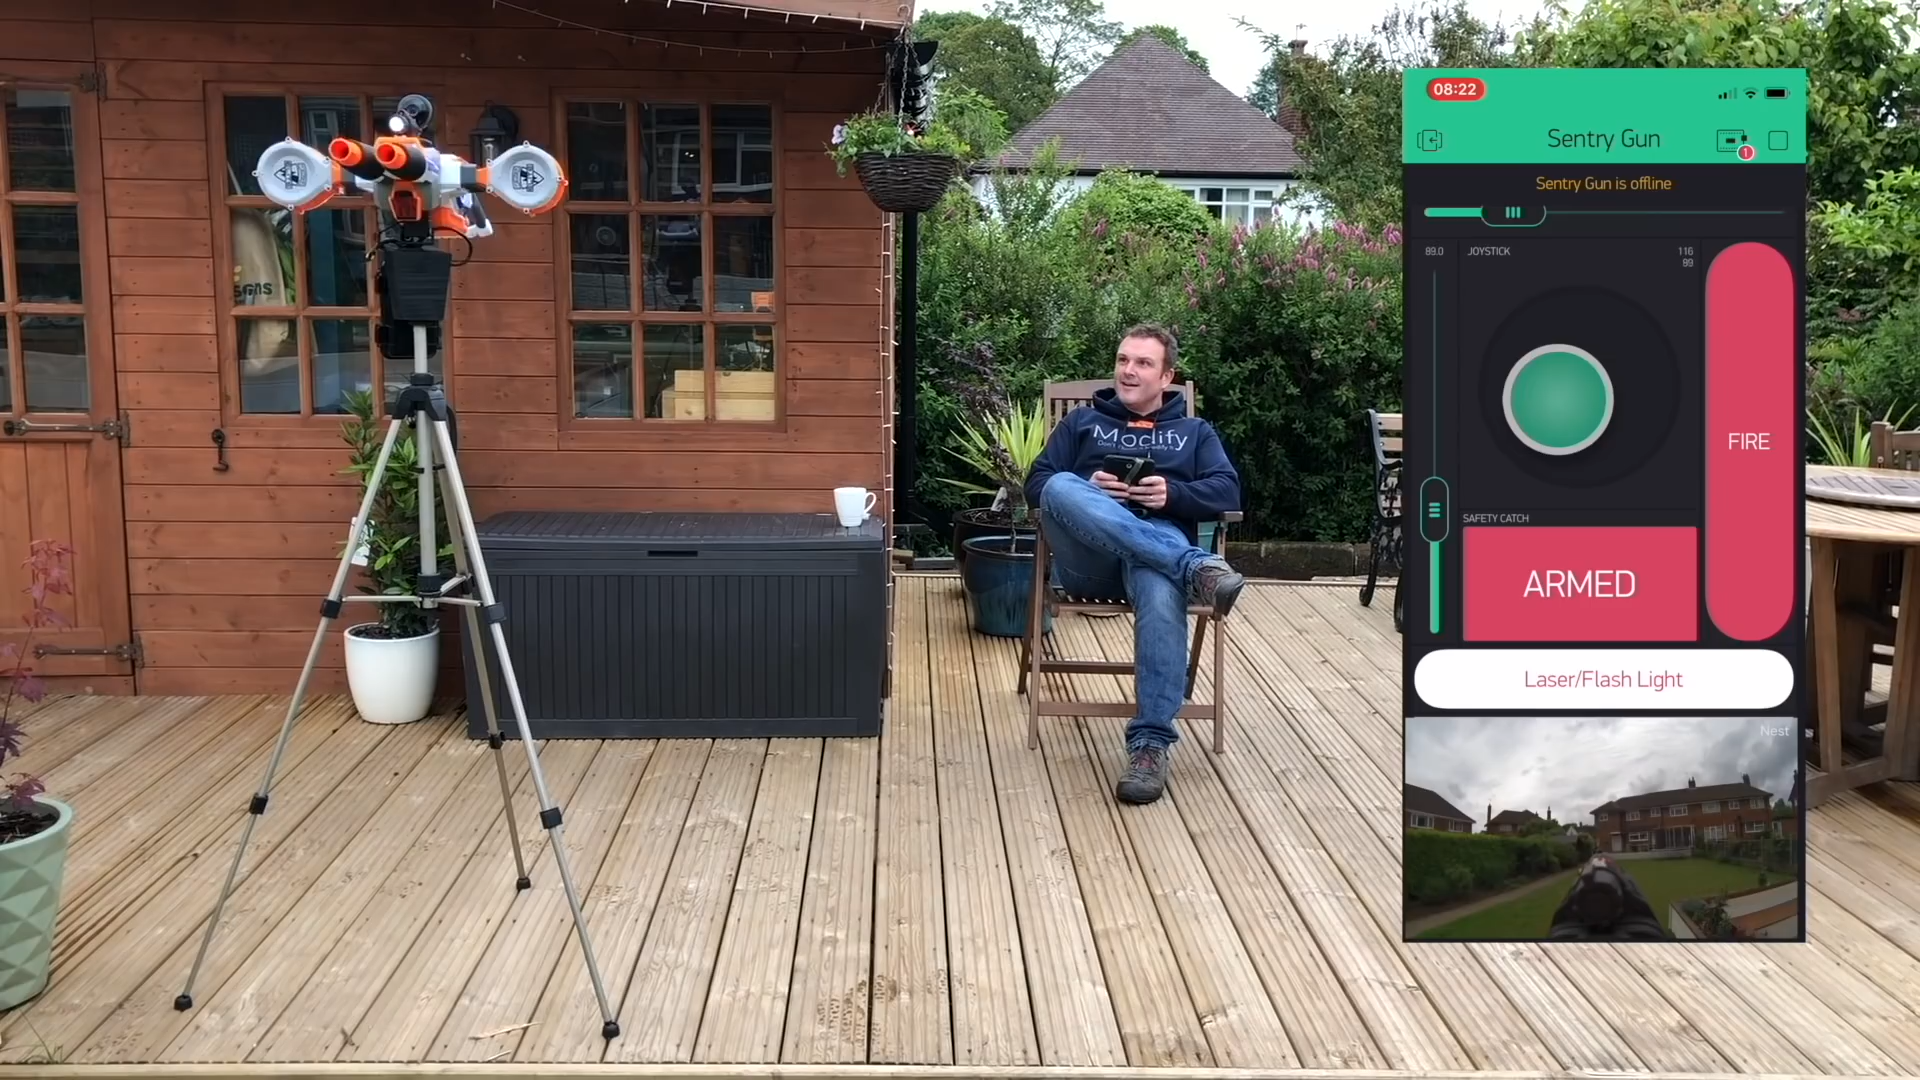 08:22
Sentry Gun
1
Sentry Gun is offline
89.0
JOYSTICK
116
99
FIRE
SAFETY CATCH
ARMED
Laser/Flash Light
Nest
Modify